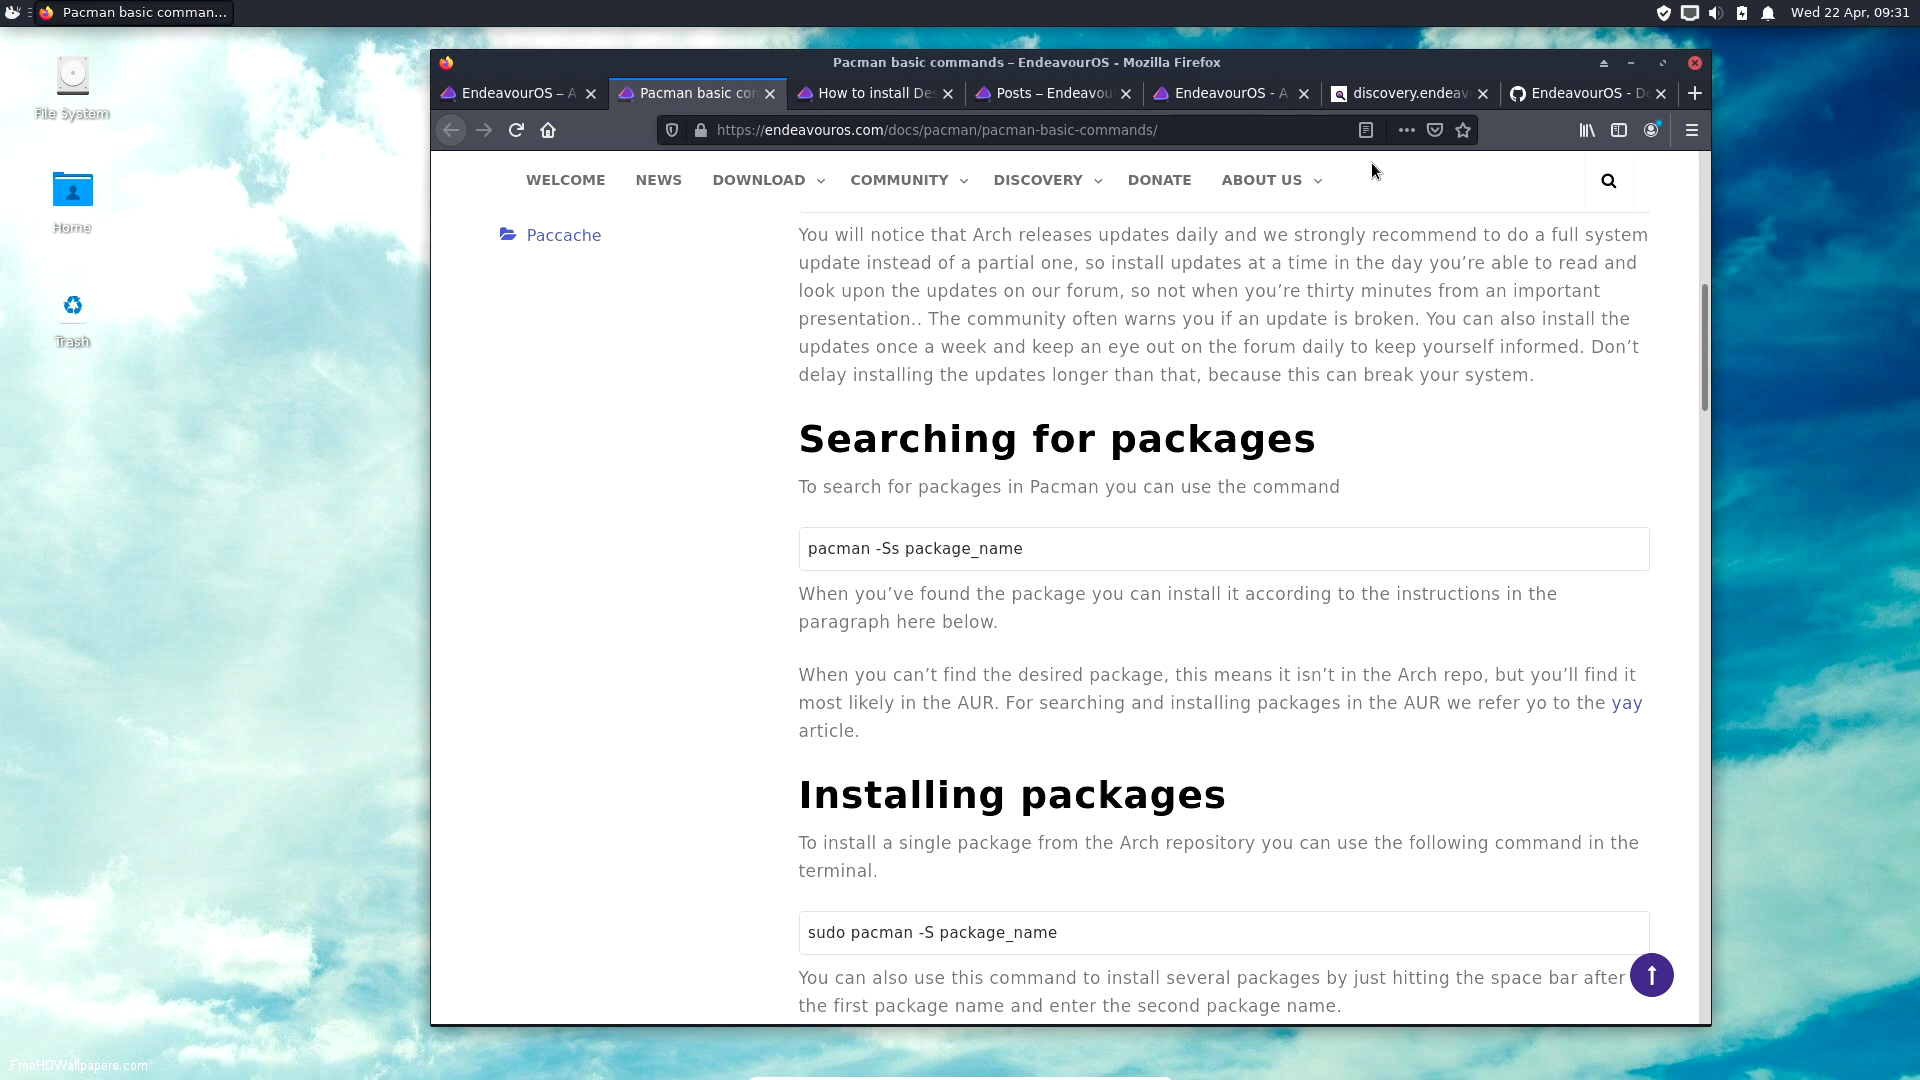 Pacman basic comman...
Wed 22 Apr, 09:31
File System
Home
Trash
Pacman basic commands – EndeavourOS - Mozilla Firefox
EndeavourOS – A
Pacman basic con
How to install Des
Posts – Endeavou
EndeavourOS - A
discovery.endeav
EndeavourOS - De
https://endeavouros.com/docs/pacman/pacman-basic-commands/
WELCOME NEWS DOWNLOAD COMMUNITY DISCOVERY DONATE ABOUT US
Paccache
You will notice that Arch releases updates daily and we strongly recommend to do a full system
update instead of a partial one, so install updates at a time in the day you’re able to read and
look upon the updates on our forum, so not when you’re thirty minutes from an important
presentation.. The community often warns you if an update is broken. You can also install the
updates once a week and keep an eye out on the forum daily to keep yourself informed. Don’t
delay installing the updates longer than that, because this can break your system.
Searching for packages
To search for packages in Pacman you can use the command
pacman -Ss package_name
When you’ve found the package you can install it according to the instructions in the
paragraph here below.
When you can’t find the desired package, this means it isn’t in the Arch repo, but you’ll find it
most likely in the AUR. For searching and installing packages in the AUR we refer yo to the yay
article.
Installing packages
To install a single package from the Arch repository you can use the following command in the
terminal.
sudo pacman -S package_name
You can also use this command to install several packages by just hitting the space bar after
the first package name and enter the second package name.
FreeHDWallpapers.com